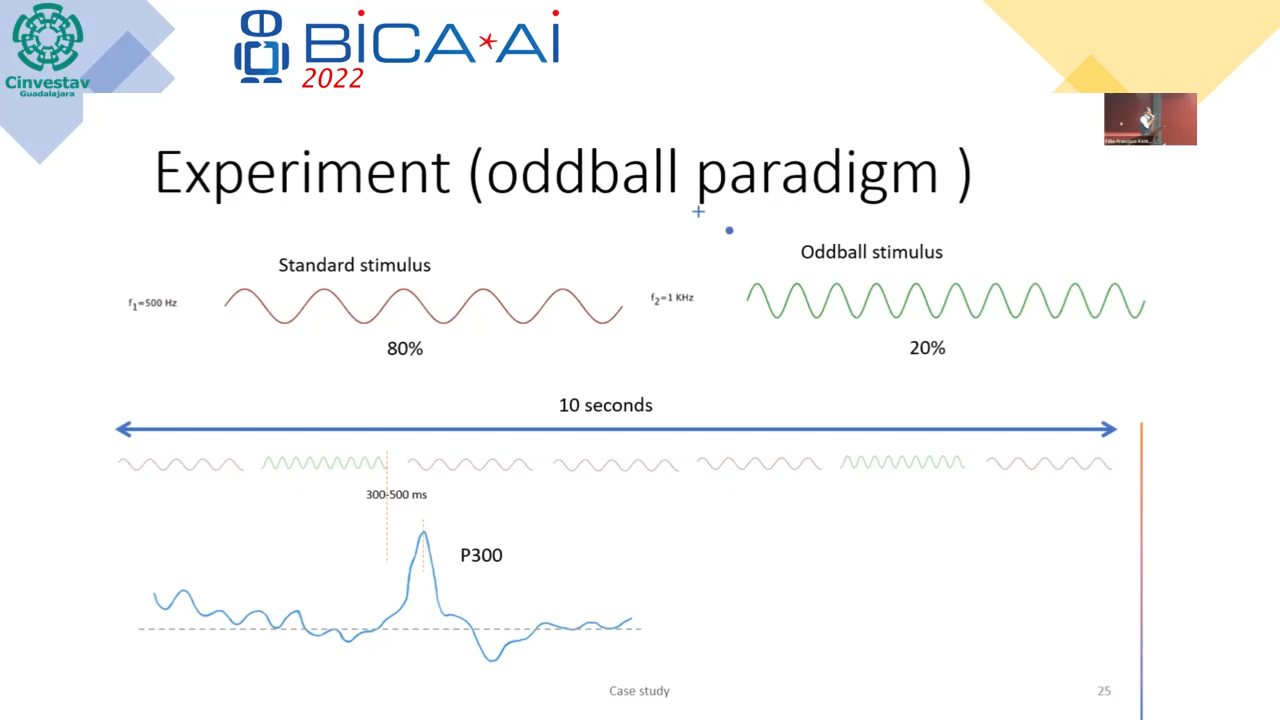 Cinvestav
Guadalajara
BiCA*Ai
2022
Experiment (oddball paradigm )
Standard stimulus
Oddball stimulus
f1=500 Hz
f2=1 KHz
80%
20%
10 seconds
300-500 ms
P300
Case study
25